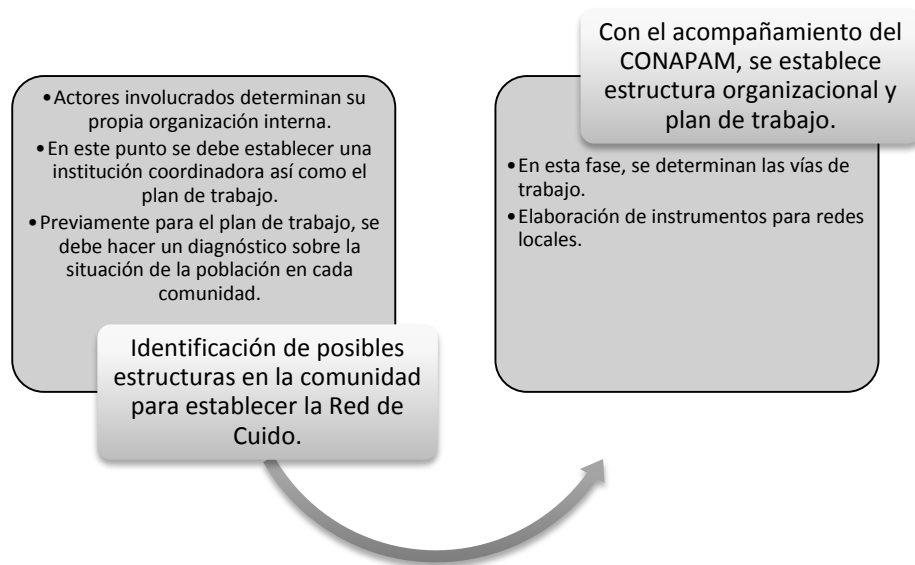 •Actores involucrados determinan su
propia organización interna.
•En este punto se debe establecer una
institución coordinadora así como el
plan de trabajo.
•Previamente para el plan de trabajo, se
debe hacer un diagnóstico sobre la
situación de la población en cada
comunidad.
Identificación de posibles
estructuras en la comunidad
para establecer la Red de
Cuido.
Con el acompañamiento del
CONAPAM, se establece
estructura organizacional y
plan de trabajo.
•En esta fase, se determinan las vías de
trabajo.
•Elaboración de instrumentos para redes
locales.